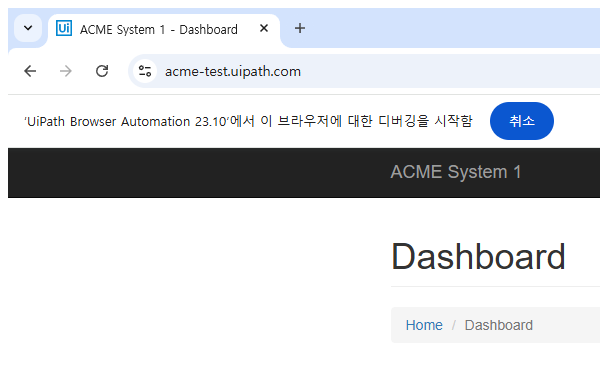 Ui ACME System 1 - Dashboard
acme-test.uipath.com
'UiPath Browser Automation 23.10'에서 이 브라우저에 대한 디버깅을 시작함 취소
ACME System 1
Dashboard
Home / Dashboard